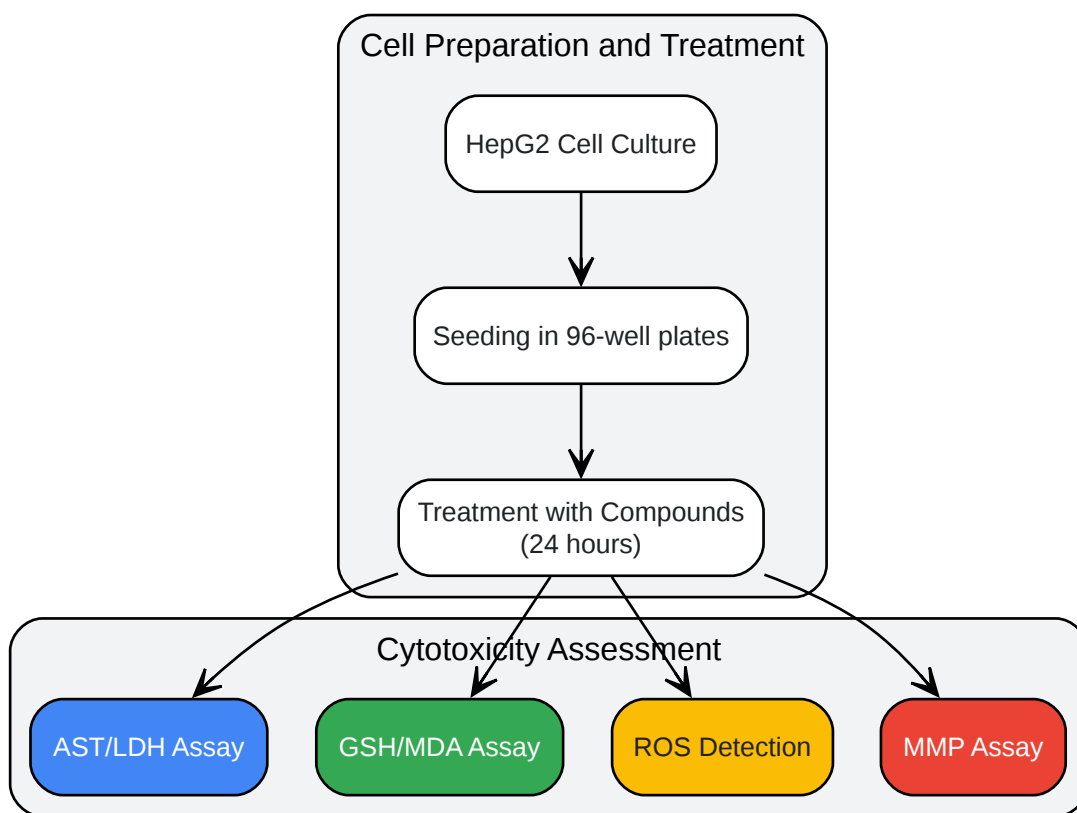 Cell Preparation and Treatment
HepG2 Cell Culture
Seeding in 96-well plates
Treatment with Compounds
(24 hours)
Cytotoxicity Assessment
AST/LDH Assay
GSH/MDA Assay
ROS Detection
MMP Assay